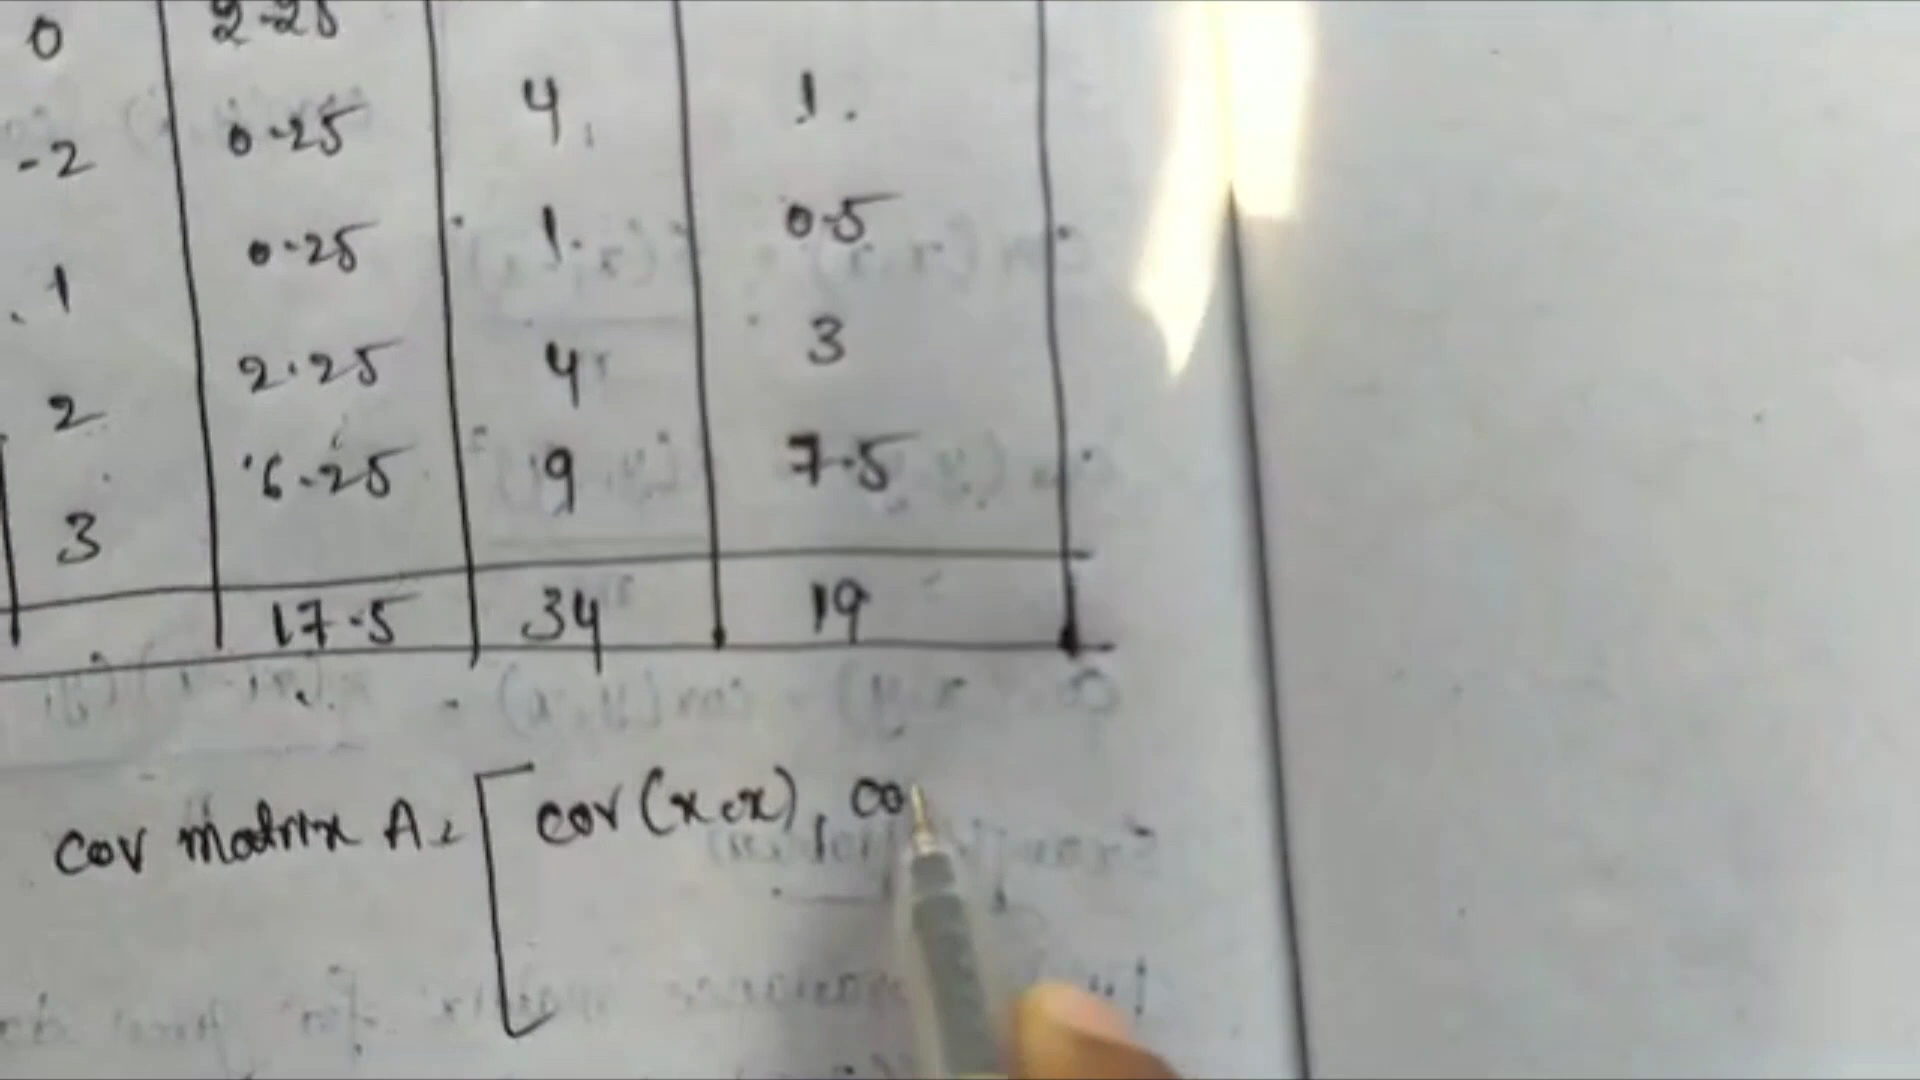 0 2.25
-2 0.25 4 1.
1 0.25 1. 0.5
2 2.25 4 3
3 6.25 9 7.5
17.5 34 19
cov matrix A = [ cov(x,x), co